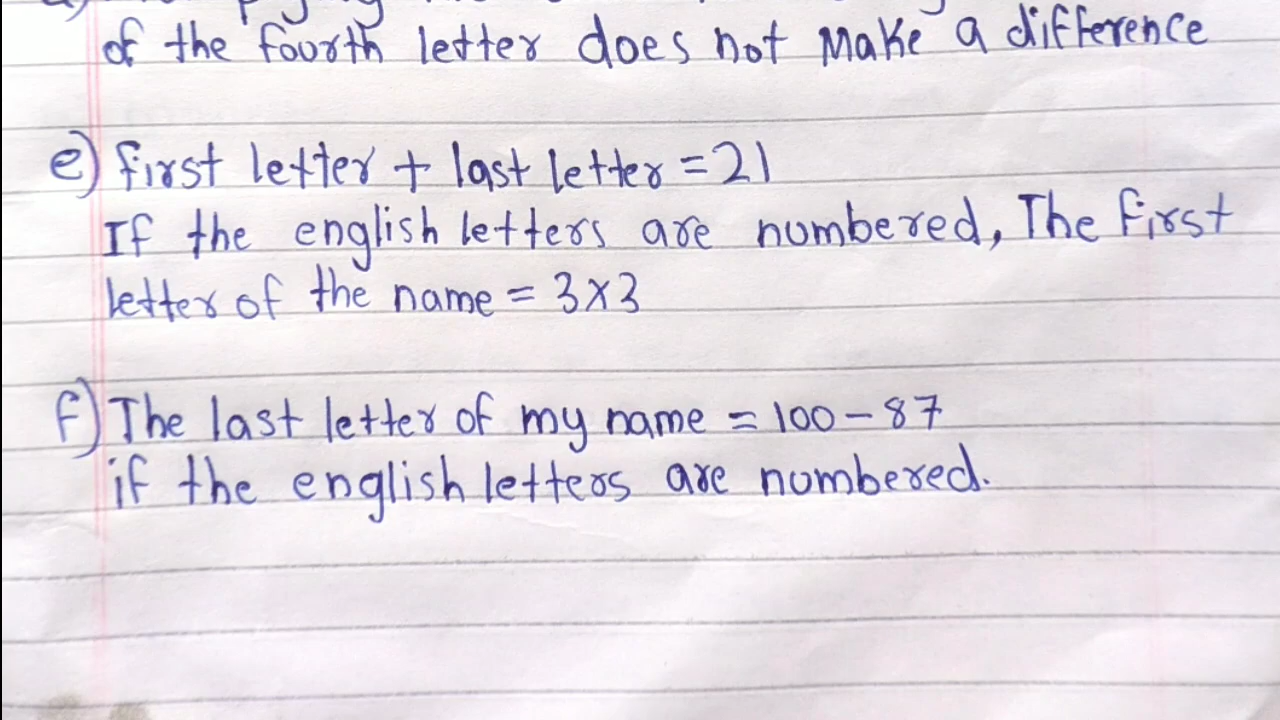 of the fourth letter does not make a difference
e) first letter + last letter = 21
If the english letters are numbered, The first
letter of the name = 3x3
f) The last letter of my name = 100-87
if the english letters are numbered.